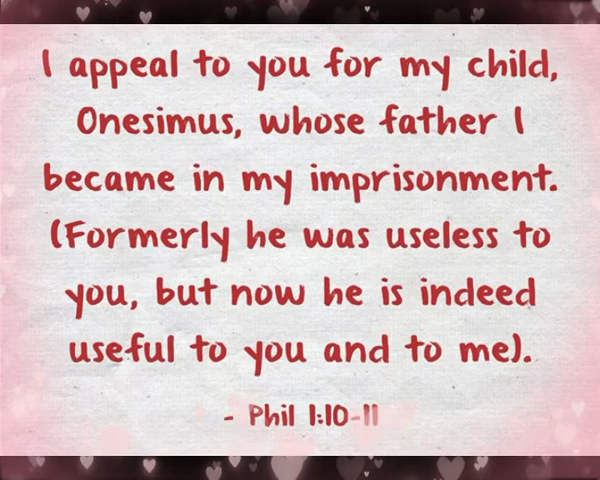 I appeal to you for my child,
Onesimus, whose father I
became in my imprisonment.
(Formerly he was useless to
you, but now he is indeed
useful to you and to me).
- Phil 1:10-11